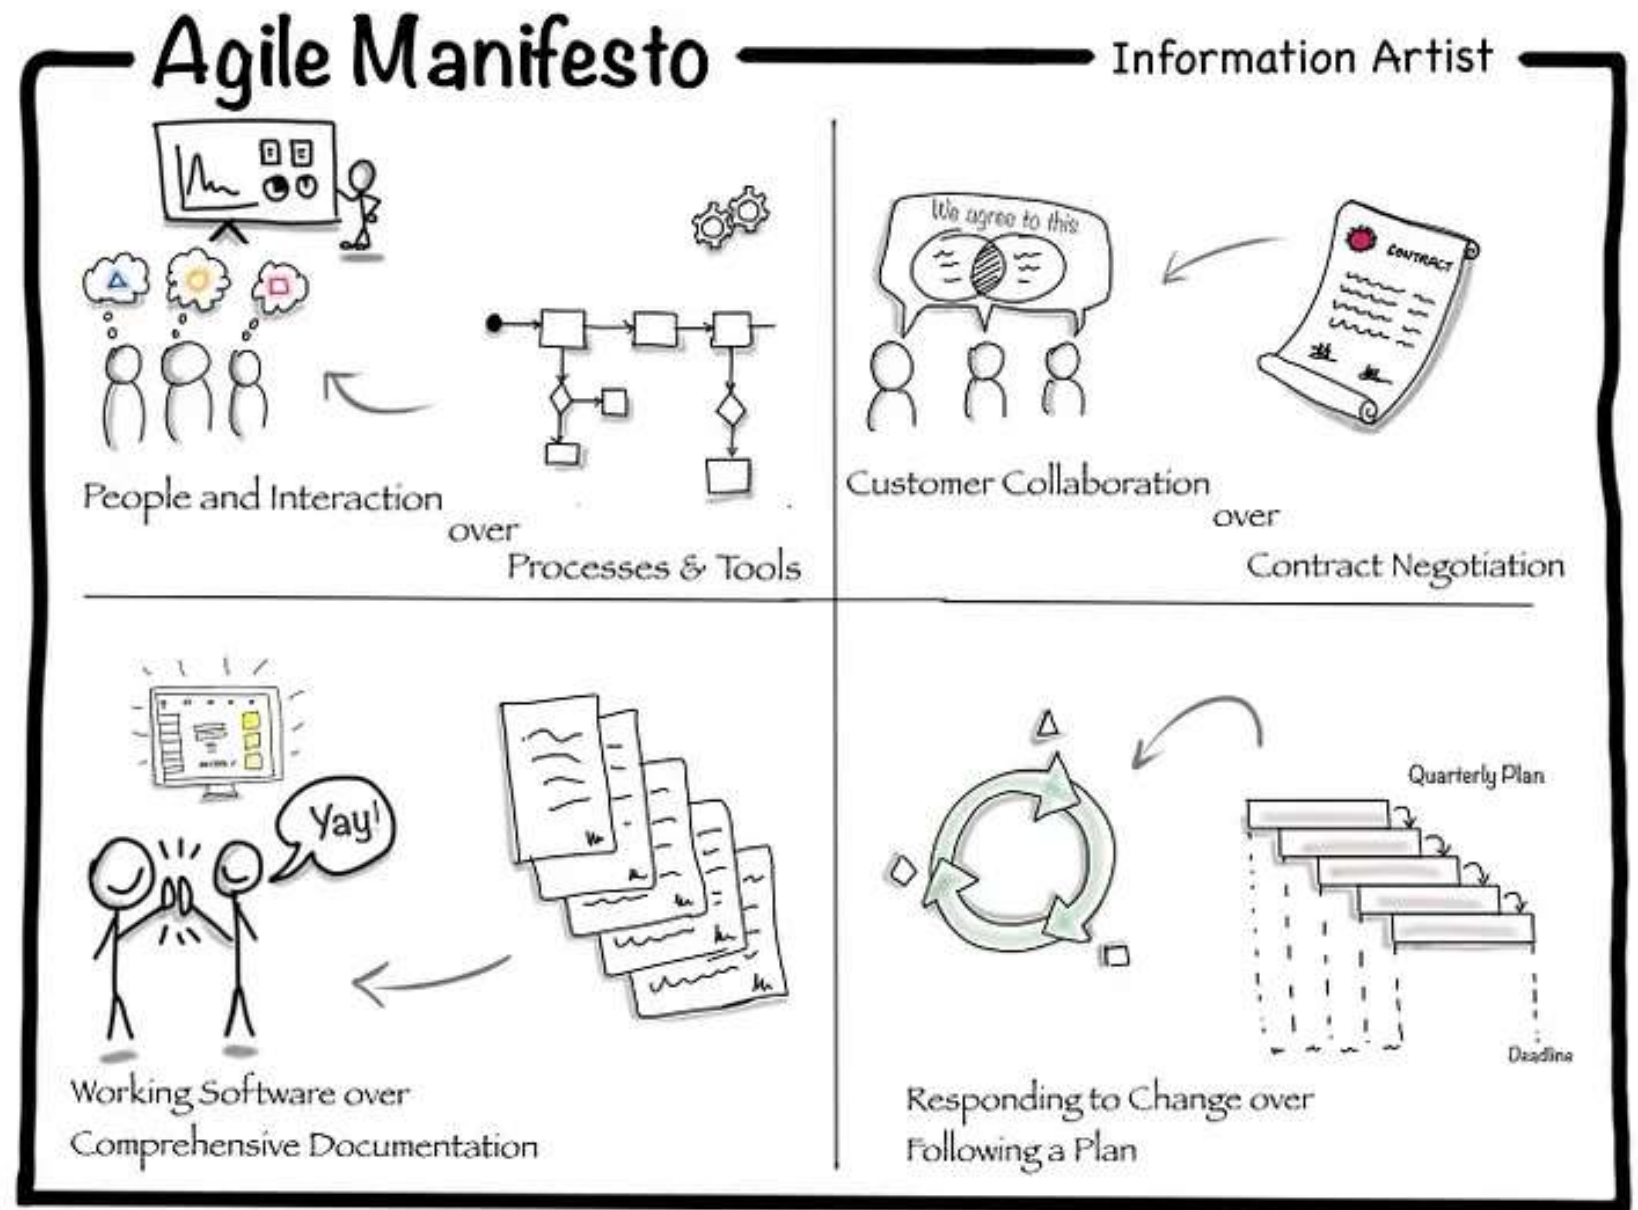 Agile Manifesto
Information Artist
People and Interaction
over
Processes & Tools
We agree to this
CONTRACT
Customer Collaboration
over
Contract Negotiation
Yay!
Working Software over
Comprehensive Documentation
Quarterly Plan
Deadline
Responding to Change over
Following a Plan